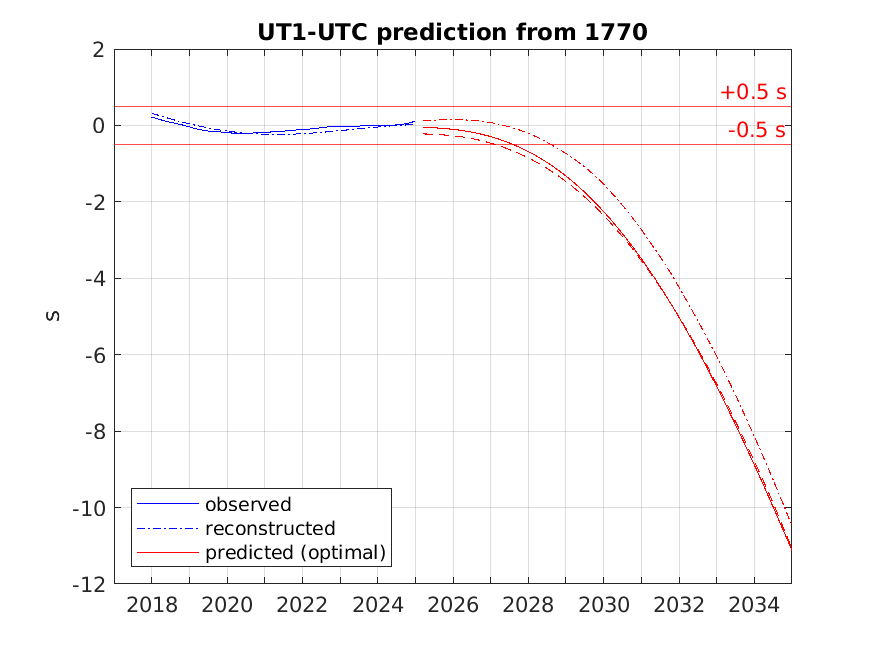 UT1-UTC prediction from 1770
2
+0.5 s
0
-0.5 s
-2
-4
s
-6
-8
-10
observed
reconstructed
predicted (optimal)
-12
2018 2020 2022 2024 2026 2028 2030 2032 2034